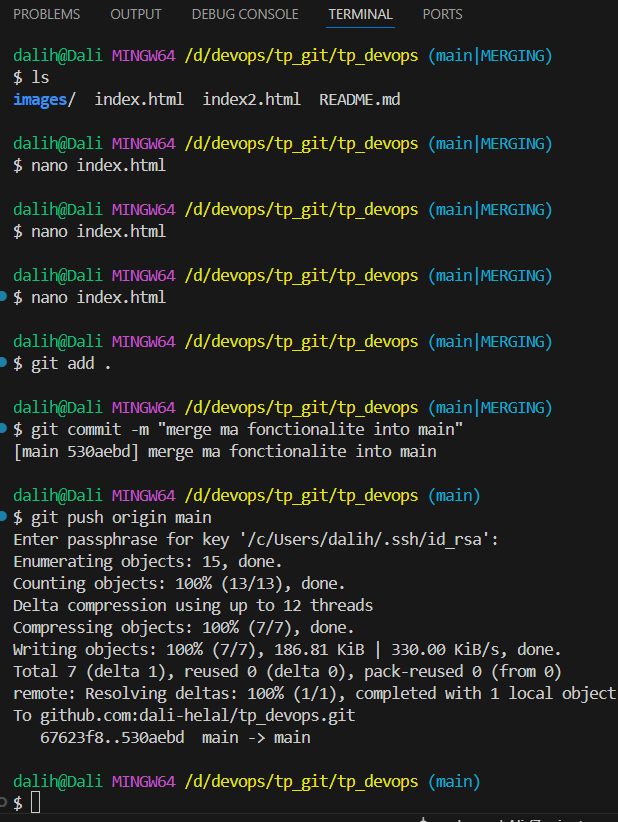 PROBLEMS OUTPUT DEBUG CONSOLE TERMINAL PORTS
dalih@Dali MINGW64 /d/devops/tp_git/tp_devops (main|MERGING)
$ ls
images/ index.html index2.html README.md
dalih@Dali MINGW64 /d/devops/tp_git/tp_devops (main|MERGING)
$ nano index.html
dalih@Dali MINGW64 /d/devops/tp_git/tp_devops (main|MERGING)
$ nano index.html
dalih@Dali MINGW64 /d/devops/tp_git/tp_devops (main|MERGING)
$ nano index.html
dalih@Dali MINGW64 /d/devops/tp_git/tp_devops (main|MERGING)
$ git add .
dalih@Dali MINGW64 /d/devops/tp_git/tp_devops (main|MERGING)
$ git commit -m "merge ma fonctionalite into main"
[main 530aebd] merge ma fonctionalite into main
dalih@Dali MINGW64 /d/devops/tp_git/tp_devops (main)
$ git push origin main
Enter passphrase for key '/c/Users/dalih/.ssh/id_rsa':
Enumerating objects: 15, done.
Counting objects: 100% (13/13), done.
Delta compression using up to 12 threads
Compressing objects: 100% (7/7), done.
Writing objects: 100% (7/7), 186.81 KiB | 330.00 KiB/s, done.
Total 7 (delta 1), reused 0 (delta 0), pack-reused 0 (from 0)
remote: Resolving deltas: 100% (1/1), completed with 1 local object
To github.com:dali-helal/tp_devops.git
67623f8..530aebd main -> main
dalih@Dali MINGW64 /d/devops/tp_git/tp_devops (main)
$